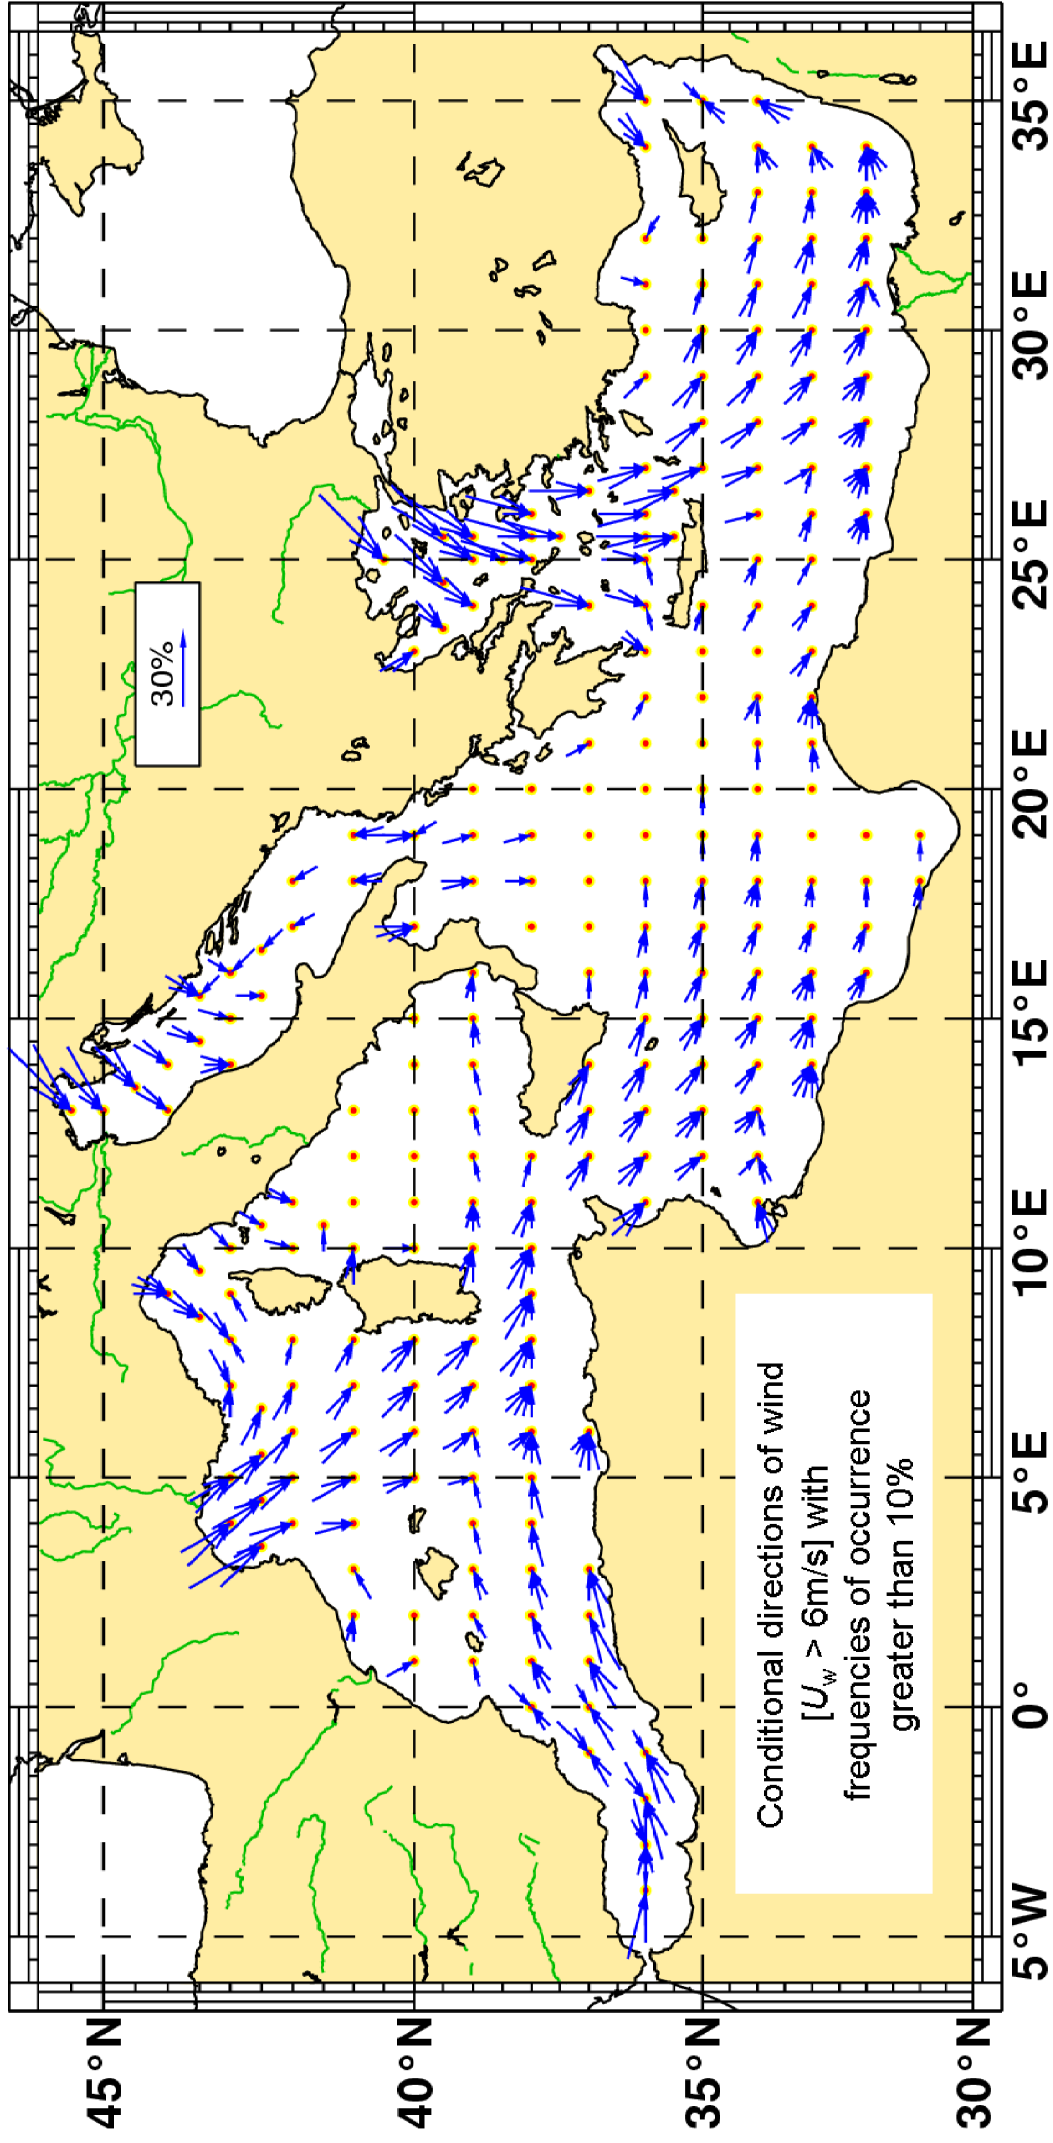 45°N
40°N
35°N
30°N
5°W
0°
5°E
10°E
15°E
20°E
25°E
30°E
35°E
30%
Conditional directions of wind
[Uw > 6m/s] with
frequencies of occurrence
greater than 10%